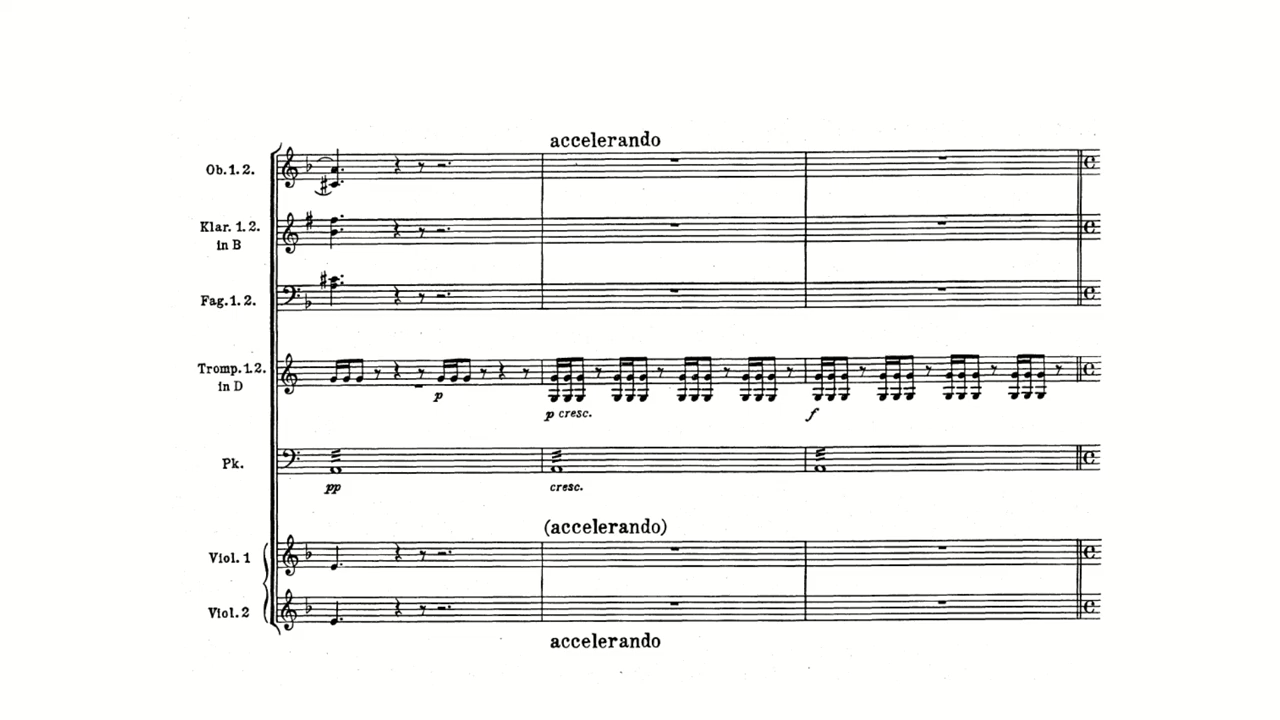 accelerando
Ob. 1. 2.
Klar. 1. 2.
in B
Fag. 1. 2.
Tromp. 1. 2.
in D
p
p cresc.
f
Pk.
pp
cresc.
(accelerando)
Viol. 1
Viol. 2
accelerando